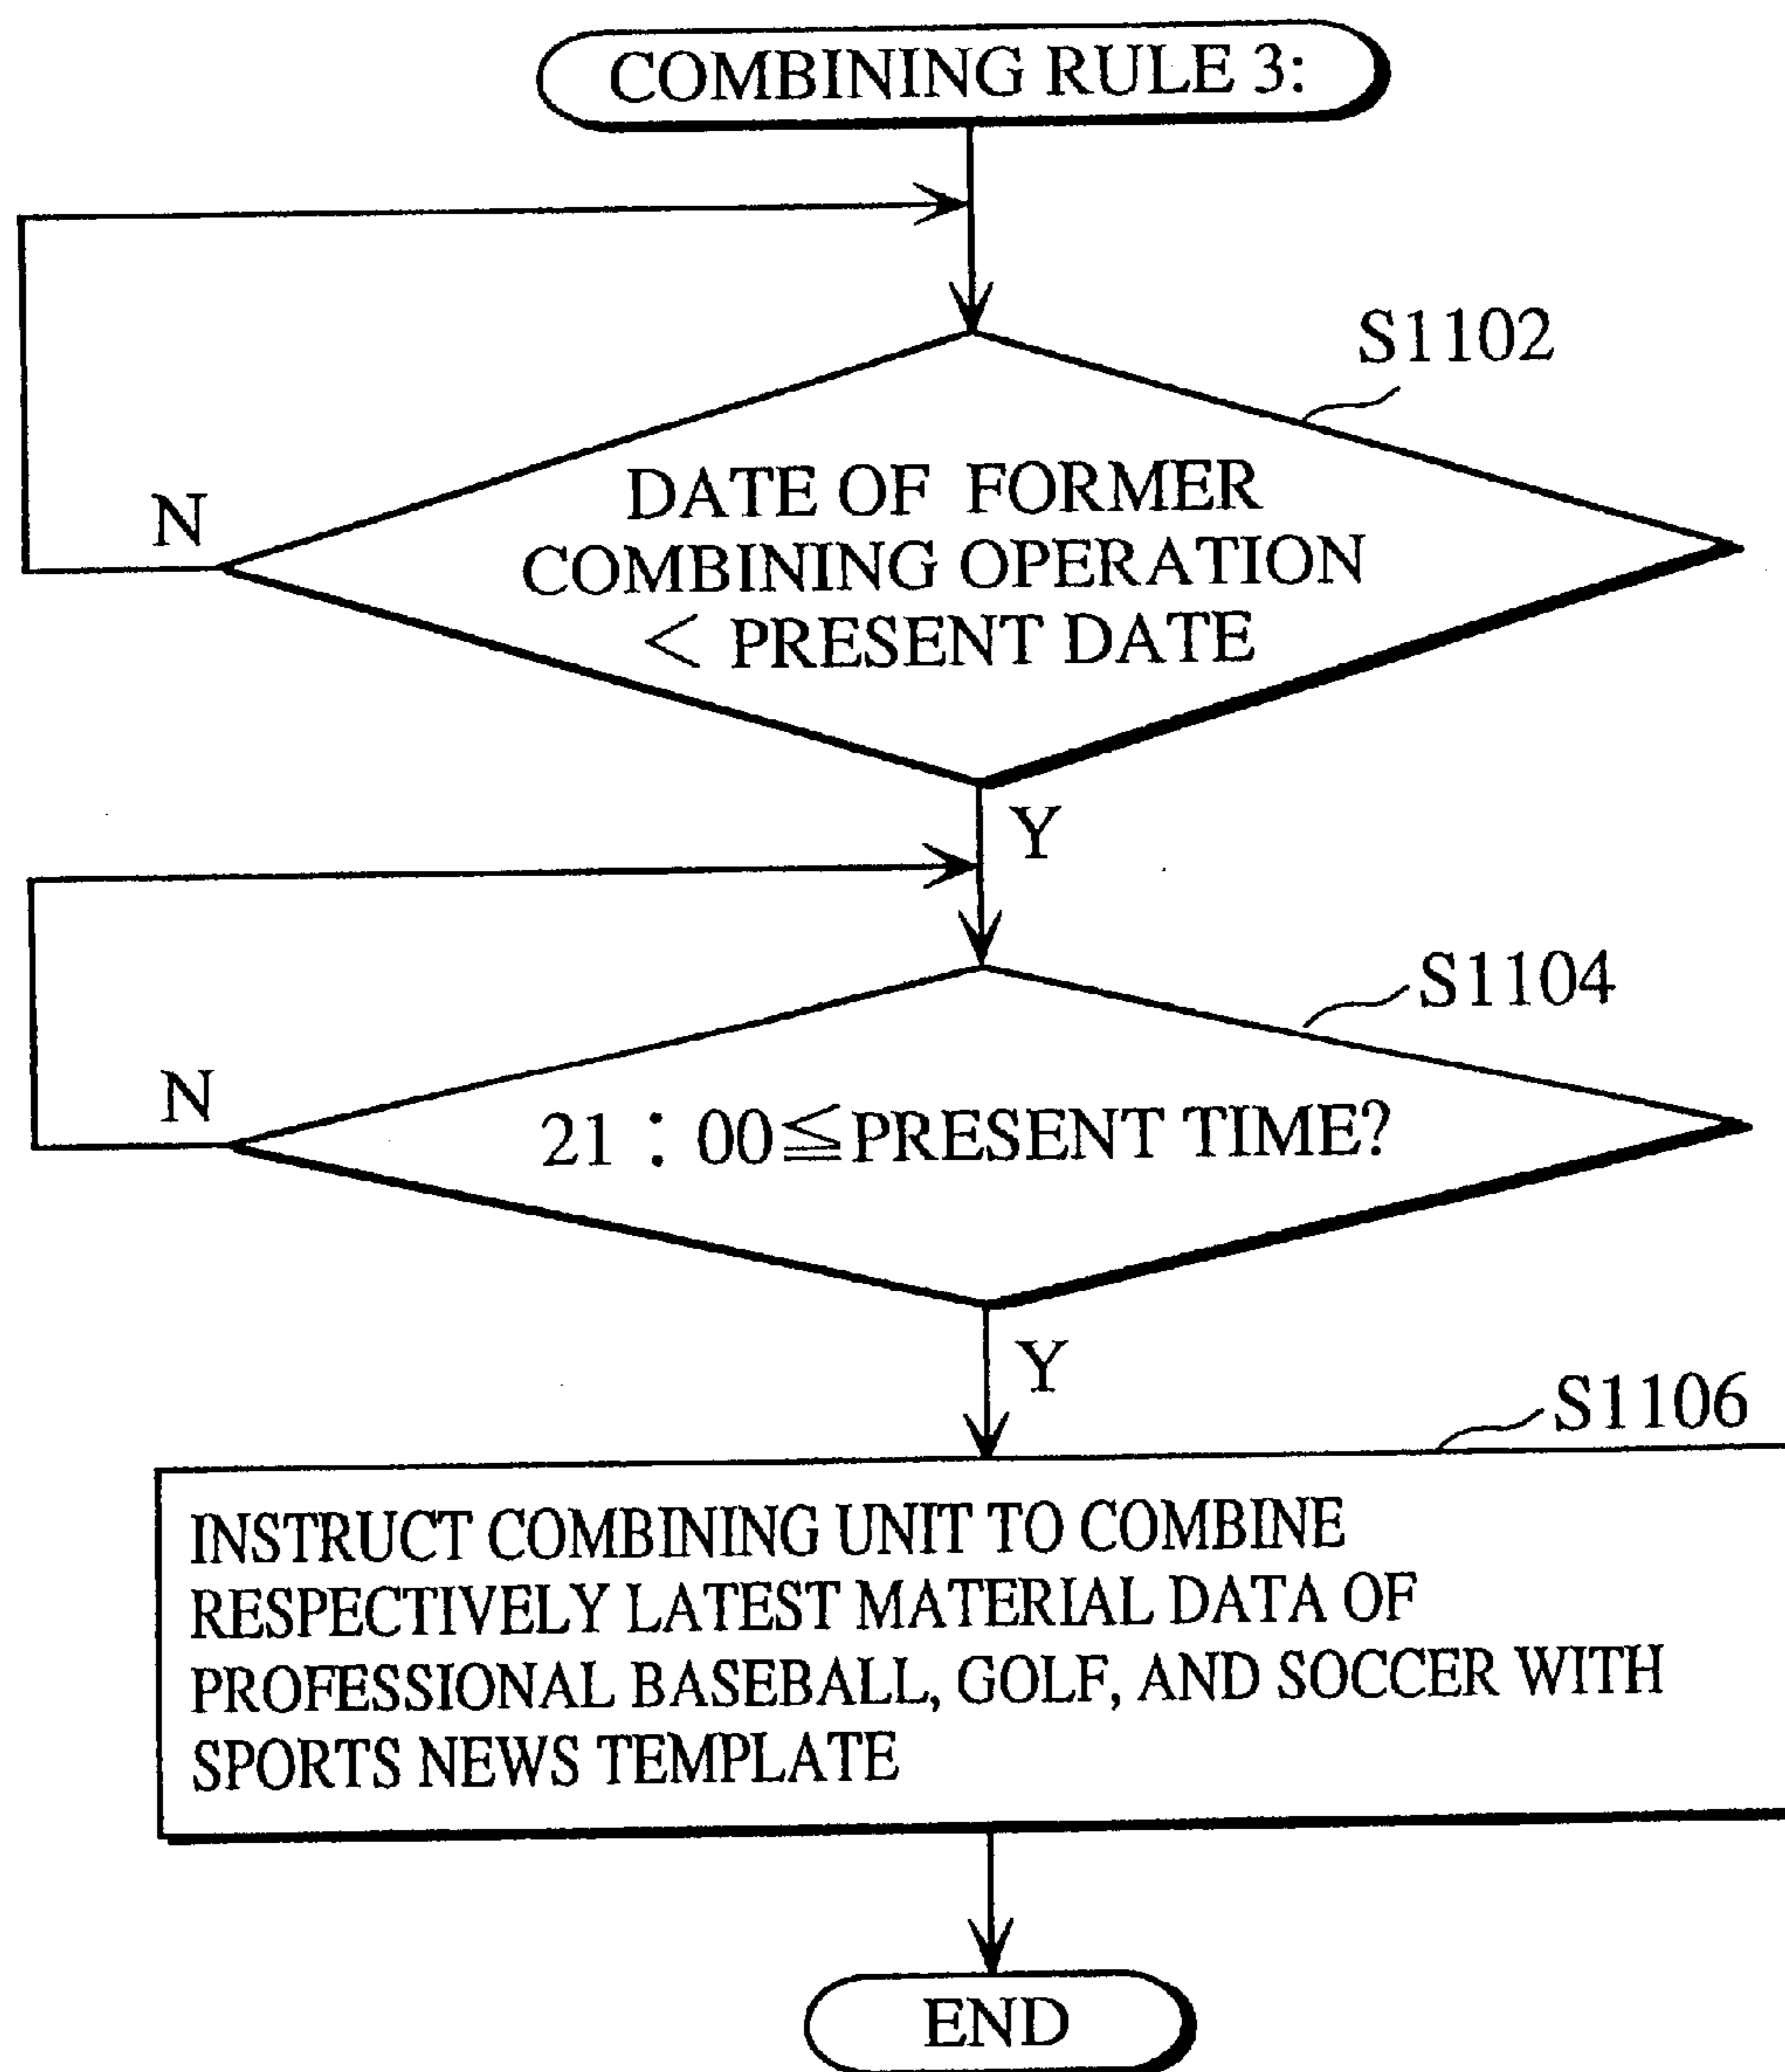 COMBINING RULE 3:
S1102
DATE OF FORMER
COMBINING OPERATION
< PRESENT DATE
N
Y
S1104
21 : 00≦PRESENT TIME?
N
Y
S1106
INSTRUCT COMBINING UNIT TO COMBINE
RESPECTIVELY LATEST MATERIAL DATA OF
PROFESSIONAL BASEBALL, GOLF, AND SOCCER WITH
SPORTS NEWS TEMPLATE
END